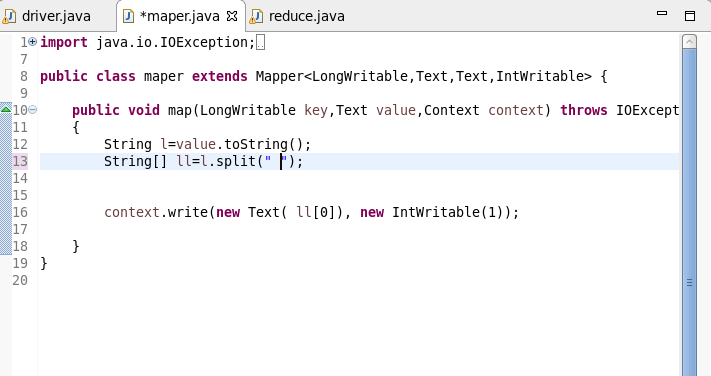 driver.java *maper.java reduce.java
1 import java.io.IOException;
7
8 public class maper extends Mapper<LongWritable,Text,Text,IntWritable> {
9
10 public void map(LongWritable key,Text value,Context context) throws IOExcept
11 {
12 String l=value.toString();
13 String[] ll=l.split(" ");
14
15
16 context.write(new Text( ll[0]), new IntWritable(1));
17
18 }
19 }
20